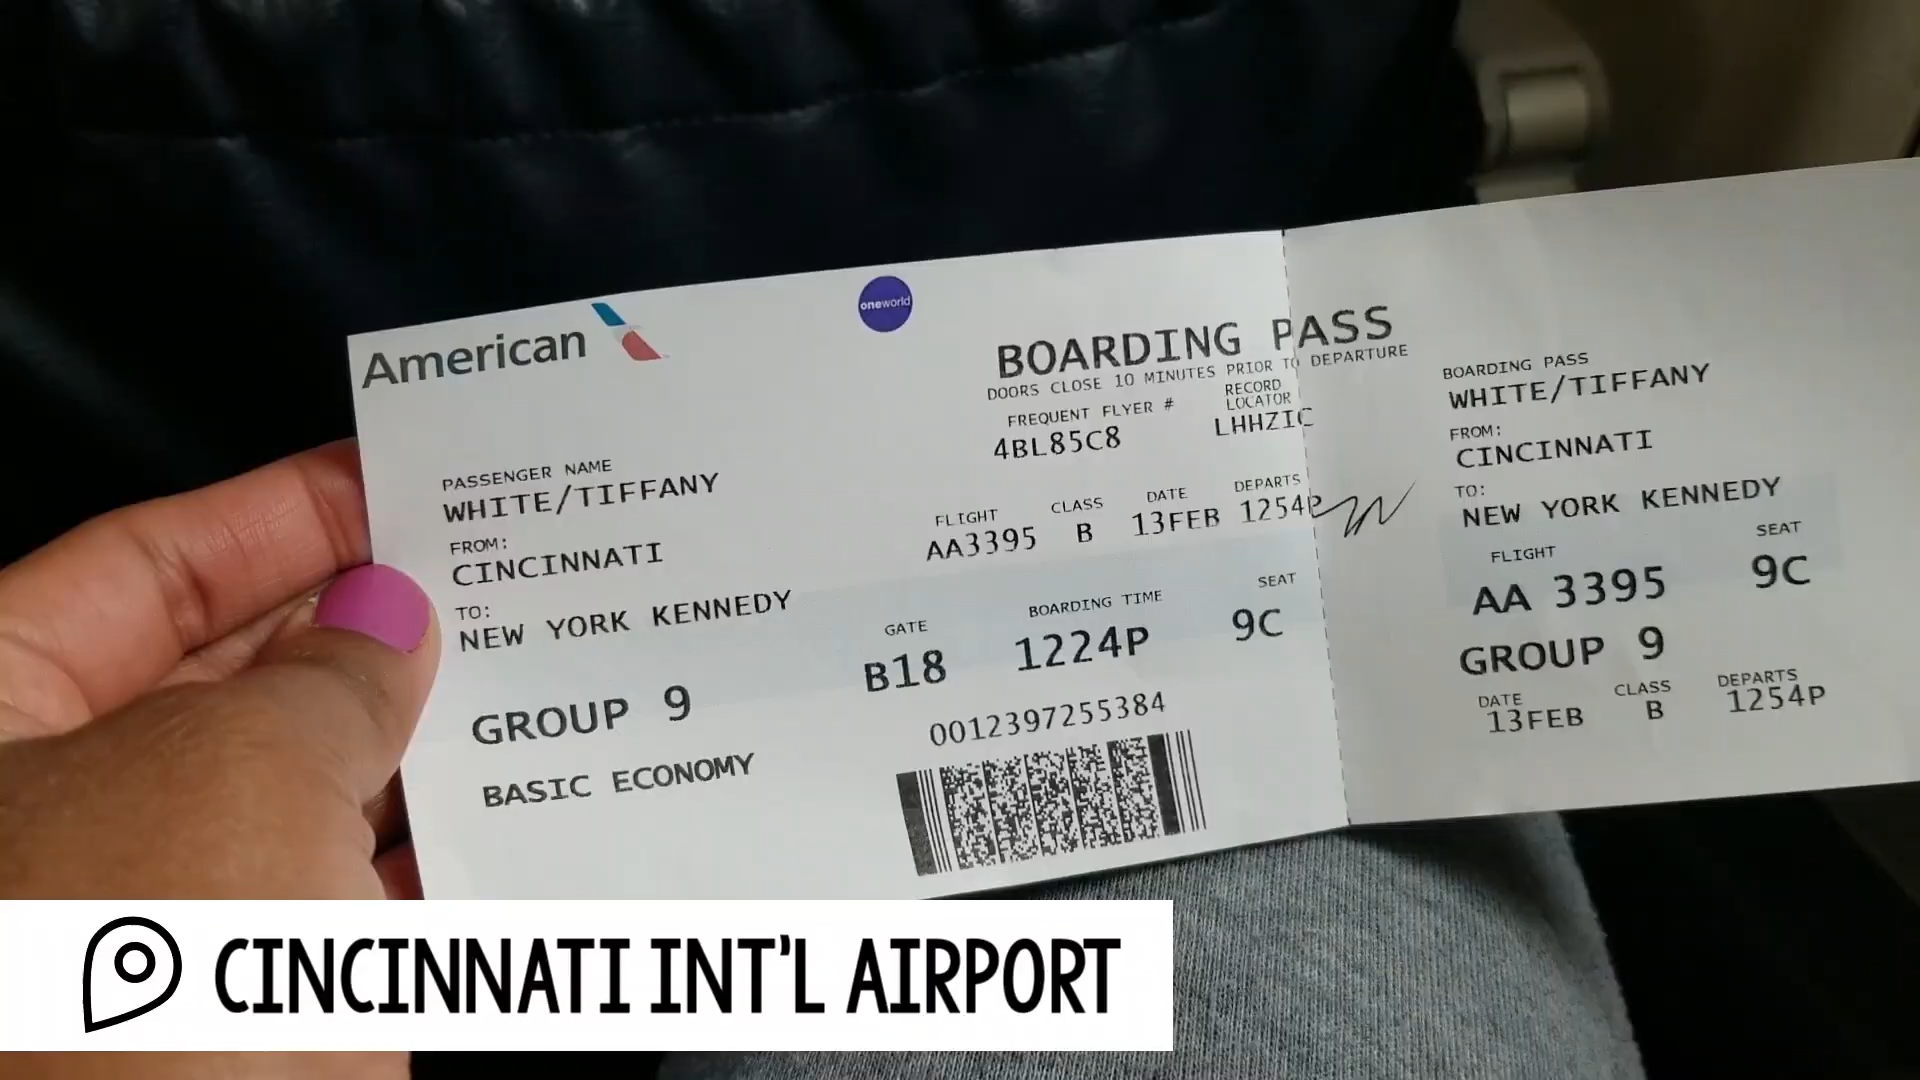 American
oneworld
BOARDING PASS
DOORS CLOSE 10 MINUTES PRIOR TO DEPARTURE
FREQUENT FLYER # RECORD LOCATOR
4BL85C8 LHHZIC
PASSENGER NAME
WHITE/TIFFANY
FROM:
CINCINNATI
TO:
NEW YORK KENNEDY
FLIGHT CLASS DATE DEPARTS
AA3395 B 13FEB 1254P
GATE BOARDING TIME SEAT
B18 1224P 9C
GROUP 9
BASIC ECONOMY
0012397255384
BOARDING PASS
WHITE/TIFFANY
FROM:
CINCINNATI
TO:
NEW YORK KENNEDY
FLIGHT SEAT
AA 3395 9C
GROUP 9
DATE CLASS DEPARTS
13FEB B 1254P
CINCINNATI INT'L AIRPORT